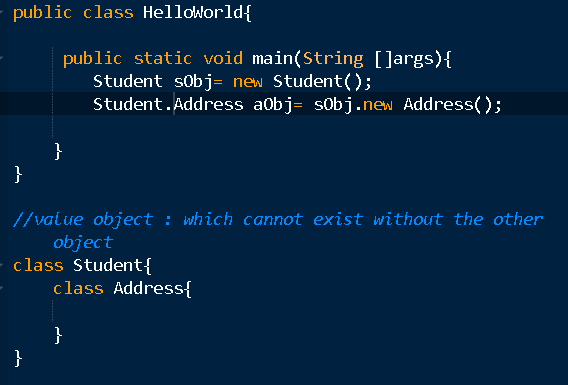 public class HelloWorld{
public static void main(String []args){
Student sObj= new Student();
Student.Address aObj= sObj.new Address();
}
}
//value object : which cannot exist without the other
object
class Student{
class Address{
}
}